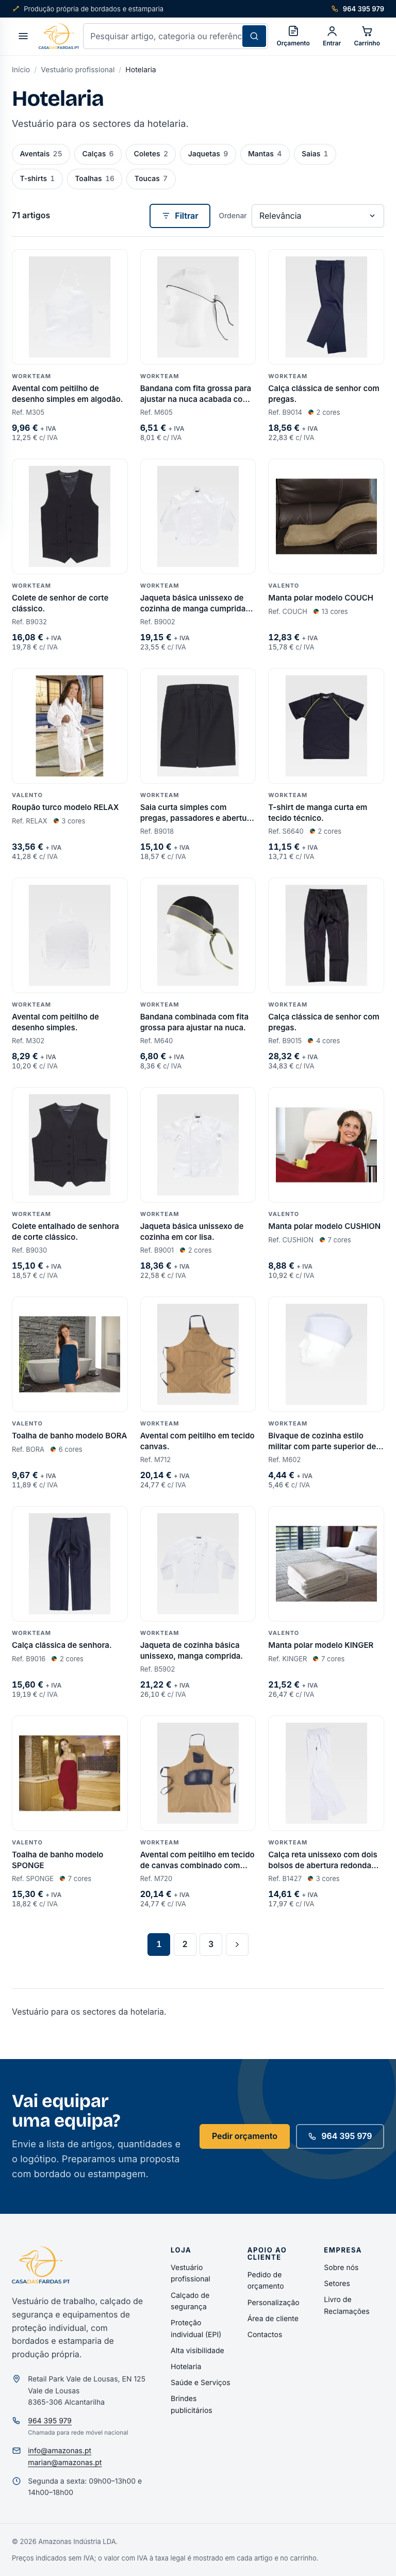 Produção própria de bordados e estamparia
964 395 979
CASADASFARDAS.PT
Pesquisar artigo, categoria ou referênc
Orçamento
Entrar
Carrinho
Início / Vestuário profissional / Hotelaria
Hotelaria
Vestuário para os sectores da hotelaria.
Aventais 25
Calças 6
Coletes 2
Jaquetas 9
Mantas 4
Saias 1
T-shirts 1
Toalhas 16
Toucas 7
71 artigos
Filtrar
Ordenar
Relevância
WORKTEAM
Avental com peitilho de
desenho simples em algodão.
Ref. M305
9,96 € + IVA
12,25 € c/ IVA
WORKTEAM
Bandana com fita grossa para
ajustar na nuca acabada co...
Ref. M605
6,51 € + IVA
8,01 € c/ IVA
WORKTEAM
Calça clássica de senhor com
pregas.
Ref. B9014 2 cores
18,56 € + IVA
22,83 € c/ IVA
WORKTEAM
Colete de senhor de corte
clássico.
Ref. B9032
16,08 € + IVA
19,78 € c/ IVA
WORKTEAM
Jaqueta básica unissexo de
cozinha de manga cumprida...
Ref. B9002
19,15 € + IVA
23,55 € c/ IVA
VALENTO
Manta polar modelo COUCH
Ref. COUCH 13 cores
12,83 € + IVA
15,78 € c/ IVA
VALENTO
Roupão turco modelo RELAX
Ref. RELAX 3 cores
33,56 € + IVA
41,28 € c/ IVA
WORKTEAM
Saia curta simples com
pregas, passadores e abertu...
Ref. B9018
15,10 € + IVA
18,57 € c/ IVA
WORKTEAM
T-shirt de manga curta em
tecido técnico.
Ref. S6640 2 cores
11,15 € + IVA
13,71 € c/ IVA
WORKTEAM
Avental com peitilho de
desenho simples.
Ref. M302
8,29 € + IVA
10,20 € c/ IVA
WORKTEAM
Bandana combinada com fita
grossa para ajustar na nuca.
Ref. M640
6,80 € + IVA
8,36 € c/ IVA
WORKTEAM
Calça clássica de senhor com
pregas.
Ref. B9015 4 cores
28,32 € + IVA
34,83 € c/ IVA
WORKTEAM
Colete entalhado de senhora
de corte clássico.
Ref. B9030
15,10 € + IVA
18,57 € c/ IVA
WORKTEAM
Jaqueta básica unissexo de
cozinha em cor lisa.
Ref. B9001 2 cores
18,36 € + IVA
22,58 € c/ IVA
VALENTO
Manta polar modelo CUSHION
Ref. CUSHION 7 cores
8,88 € + IVA
10,92 € c/ IVA
VALENTO
Toalha de banho modelo BORA
Ref. BORA 6 cores
9,67 € + IVA
11,89 € c/ IVA
WORKTEAM
Avental com peitilho em tecido
canvas.
Ref. M712
20,14 € + IVA
24,77 € c/ IVA
WORKTEAM
Bivaque de cozinha estilo
militar com parte superior de...
Ref. M602
4,44 € + IVA
5,46 € c/ IVA
WORKTEAM
Calça clássica de senhora.
Ref. B9016 2 cores
15,60 € + IVA
19,19 € c/ IVA
WORKTEAM
Jaqueta de cozinha básica
unissexo, manga comprida.
Ref. B5902
21,22 € + IVA
26,10 € c/ IVA
VALENTO
Manta polar modelo KINGER
Ref. KINGER 7 cores
21,52 € + IVA
26,47 € c/ IVA
VALENTO
Toalha de banho modelo
SPONGE
Ref. SPONGE 7 cores
15,30 € + IVA
18,82 € c/ IVA
WORKTEAM
Avental com peitilho em tecido
de canvas combinado com...
Ref. M720
20,14 € + IVA
24,77 € c/ IVA
WORKTEAM
Calça reta unissexo com dois
bolsos de abertura redonda...
Ref. B1427 3 cores
14,61 € + IVA
17,97 € c/ IVA
1 2 3
Vestuário para os sectores da hotelaria.
Vai equipar
uma equipa?
Envie a lista de artigos, quantidades e
o logótipo. Preparamos uma proposta
com bordado ou estampagem.
Pedir orçamento
964 395 979
CASADASFARDAS.PT
Vestuário de trabalho, calçado de
segurança e equipamentos de
proteção individual, com
bordados e estamparia de
produção própria.
Retail Park Vale de Lousas, EN 125
Vale de Lousas
8365-306 Alcantarilha
964 395 979
Chamada para rede móvel nacional
info@amazonas.pt
marian@amazonas.pt
Segunda a sexta: 09h00–13h00 e
14h00–18h00
LOJA
Vestuário
profissional
Calçado de
segurança
Proteção
individual (EPI)
Alta visibilidade
Hotelaria
Saúde e Serviços
Brindes
publicitários
APOIO AO
CLIENTE
Pedido de
orçamento
Personalização
Área de cliente
Contactos
EMPRESA
Sobre nós
Setores
Livro de
Reclamações
© 2026 Amazonas Indústria LDA.
Preços indicados sem IVA; o valor com IVA à taxa legal é mostrado em cada artigo e no carrinho.